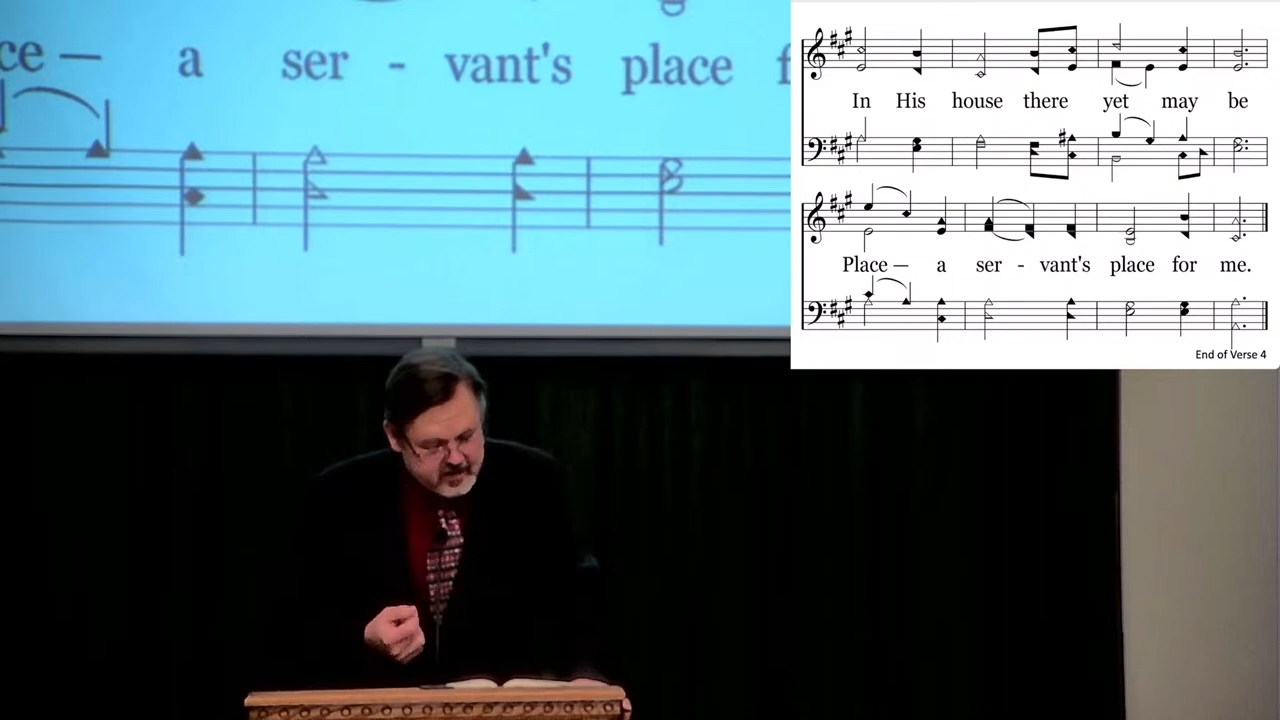 ce — a ser - vant's place f
In His house there yet may be
Place — a ser - vant's place for me.
End of Verse 4